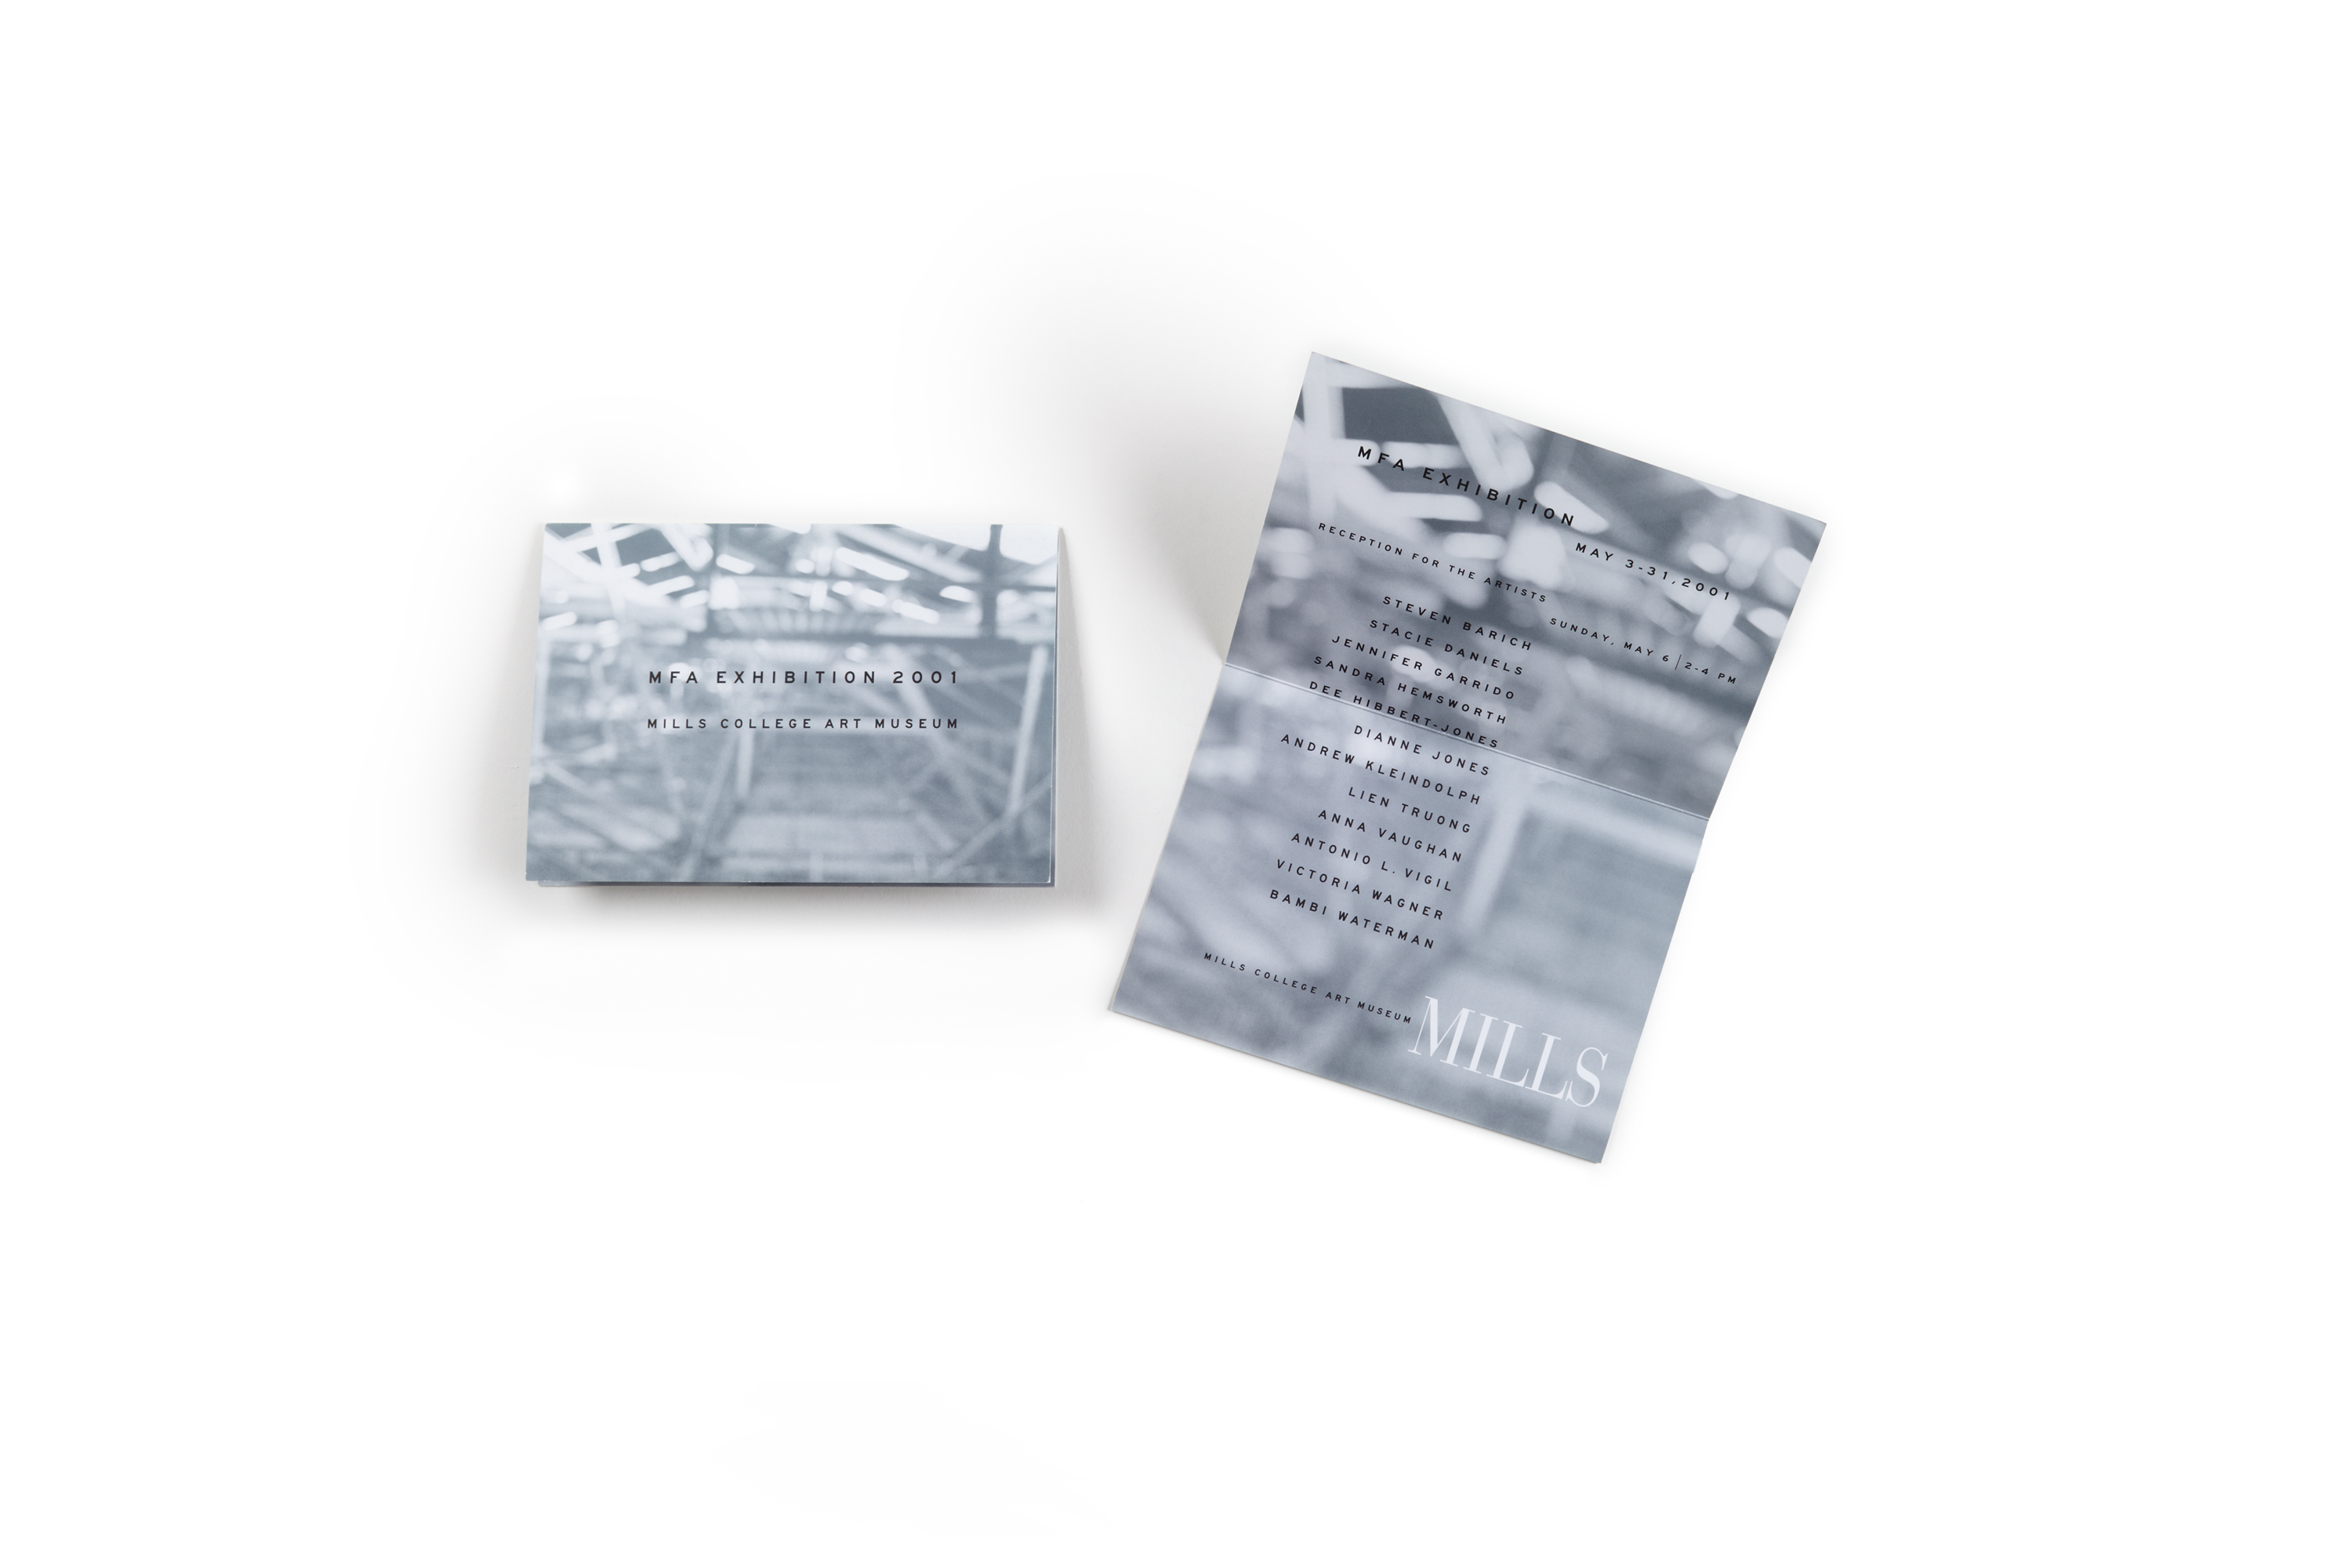 MFA EXHIBITION 2001
MILLS COLLEGE ART MUSEUM
MFA EXHIBITION
MAY 3-31,2001
RECEPTION FOR THE ARTISTS
SUNDAY, MAY 6 | 2-4 PM
STEVEN BARICH
STACIE DANIELS
JENNIFER GARRIDO
SANDRA HEMSWORTH
DEE HIBBERT-JONES
DIANNE JONES
ANDREW KLEINDOLPH
LIEN TRUONG
ANNA VAUGHAN
ANTONIO L. VIGIL
VICTORIA WAGNER
BAMBI WATERMAN
MILLS COLLEGE ART MUSEUM
MILLS